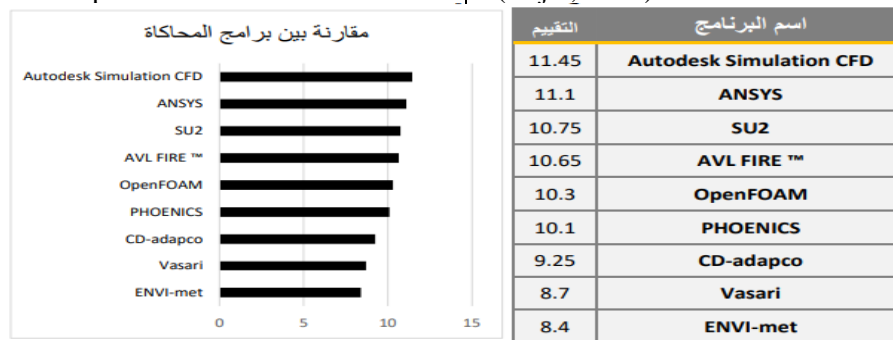 مقارنة بين برامج المحاكاة
Autodesk Simulation CFD
ANSYS
SU2
AVL FIRE ™
OpenFOAM
PHOENICS
CD-adapco
Vasari
ENVI-met
0 5 10 15
اسم البرنامج التقييم
Autodesk Simulation CFD 11.45
ANSYS 11.1
SU2 10.75
AVL FIRE ™ 10.65
OpenFOAM 10.3
PHOENICS 10.1
CD-adapco 9.25
Vasari 8.7
ENVI-met 8.4